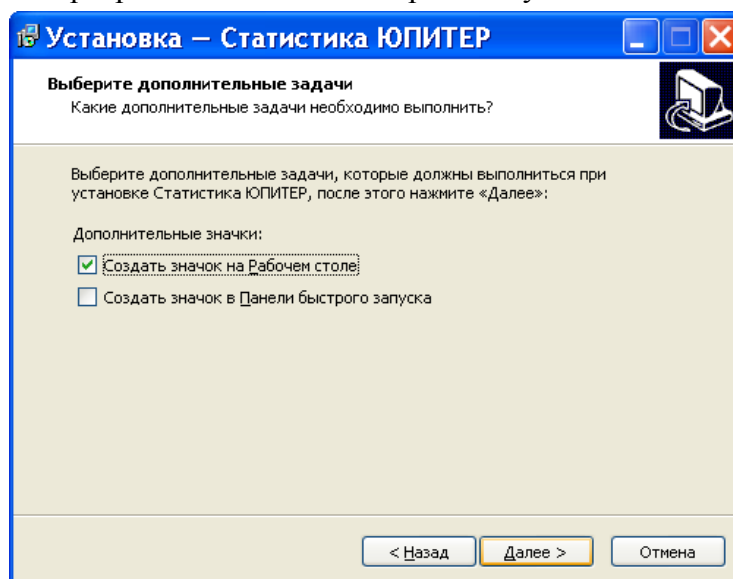 Установка — Статистика ЮПИТЕР
Выберите дополнительные задачи
Какие дополнительные задачи необходимо выполнить?
Выберите дополнительные задачи, которые должны выполниться при
установке Статистика ЮПИТЕР, после этого нажмите «Далее»:
Дополнительные значки:
Создать значок на Рабочем столе
Создать значок в Панели быстрого запуска
< Назад
Далее >
Отмена